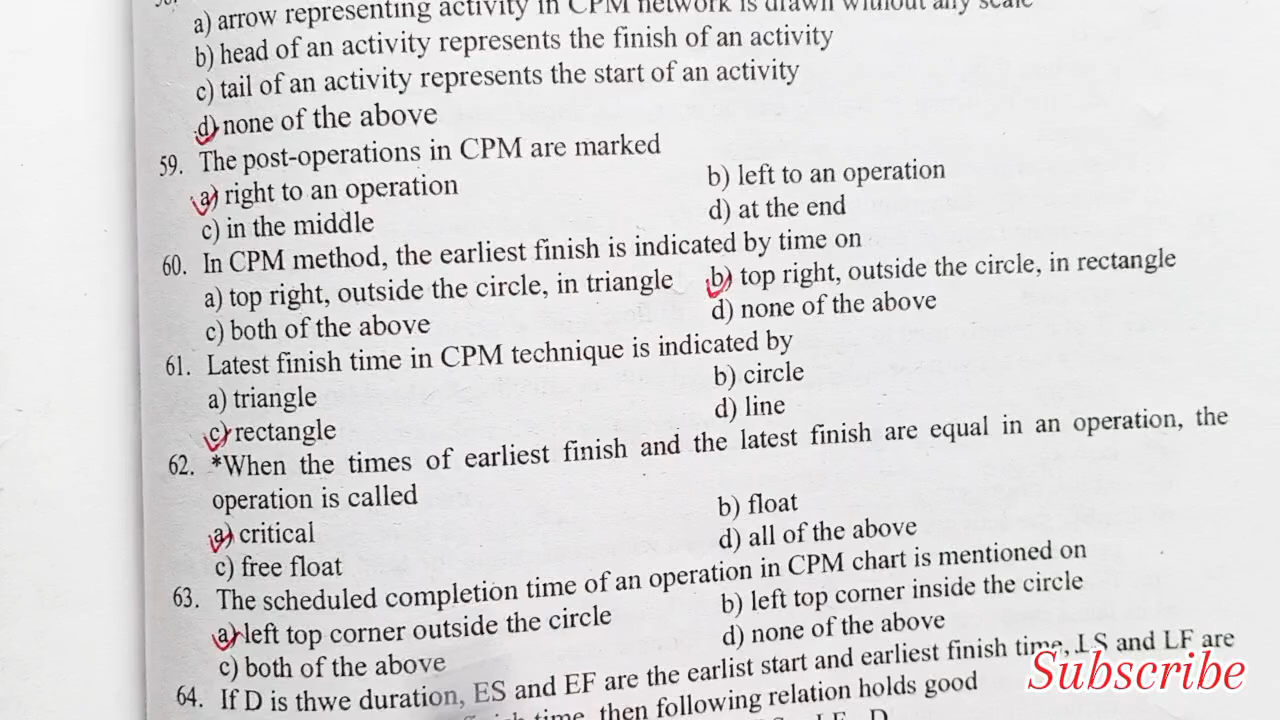 a) arrow representing activity in CPM network is drawn without any scale
b) head of an activity represents the finish of an activity
c) tail of an activity represents the start of an activity
d) none of the above
59. The post-operations in CPM are marked
a) right to an operation b) left to an operation
c) in the middle d) at the end
60. In CPM method, the earliest finish is indicated by time on
a) top right, outside the circle, in triangle b) top right, outside the circle, in rectangle
c) both of the above d) none of the above
61. Latest finish time in CPM technique is indicated by
a) triangle b) circle
c) rectangle d) line
62. *When the times of earliest finish and the latest finish are equal in an operation, the
operation is called
a) critical b) float
c) free float d) all of the above
63. The scheduled completion time of an operation in CPM chart is mentioned on
a) left top corner outside the circle b) left top corner inside the circle
c) both of the above d) none of the above
64. If D is thwe duration, ES and EF are the earlist start and earliest finish time, LS and LF are
time, then following relation holds good
Subscribe